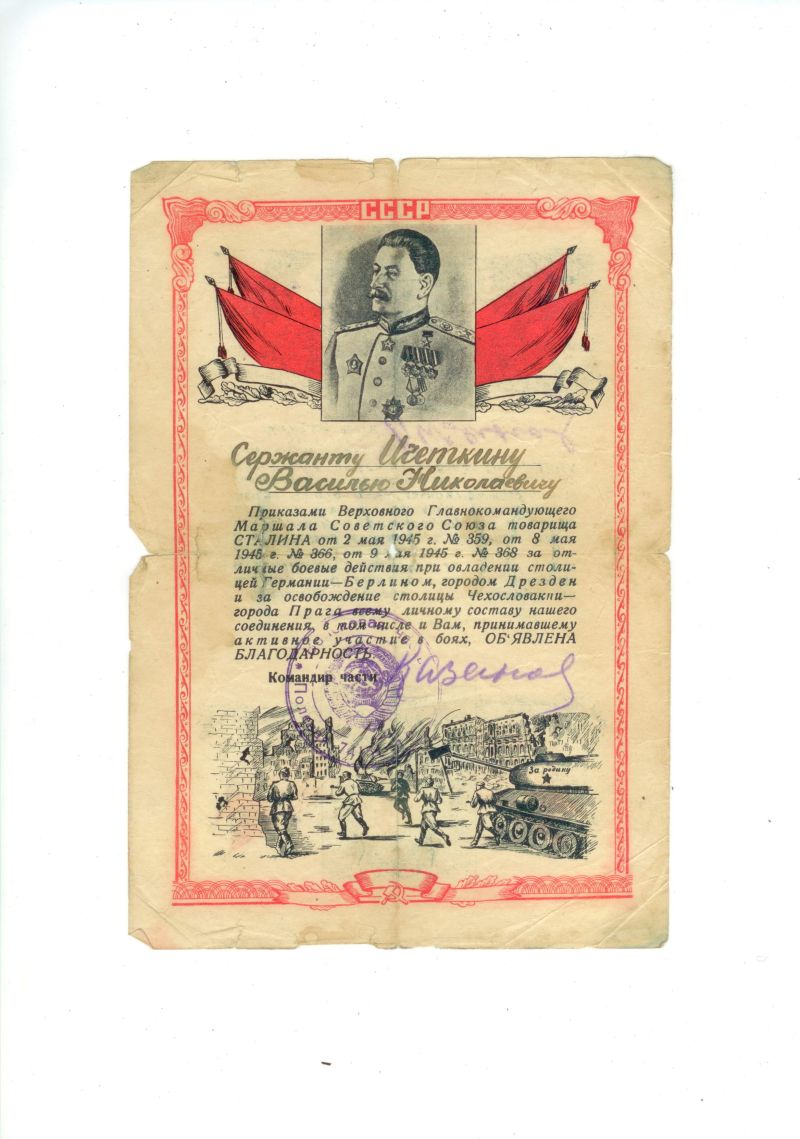 СССР
Сержанту Ичеткину
Василью Николаевичу
Приказами Верховного Главнокомандующего
Маршала Советского Союза товарища
СТАЛИНА от 2 мая 1945 г. № 359, от 8 мая
1945 г. № 366, от 9 мая 1945 г. № 368 за от-
личные боевые действия при овладении столи-
цей Германии—Берлином, городом Дрезден
и за освобождение столицы Чехословакии—
города Прага всему личному составу нашего
соединения, в том числе и Вам, принимавшему
активное участие в боях, ОБ'ЯВЛЕНА
БЛАГОДАРНОСТЬ.
Командир части
За родину